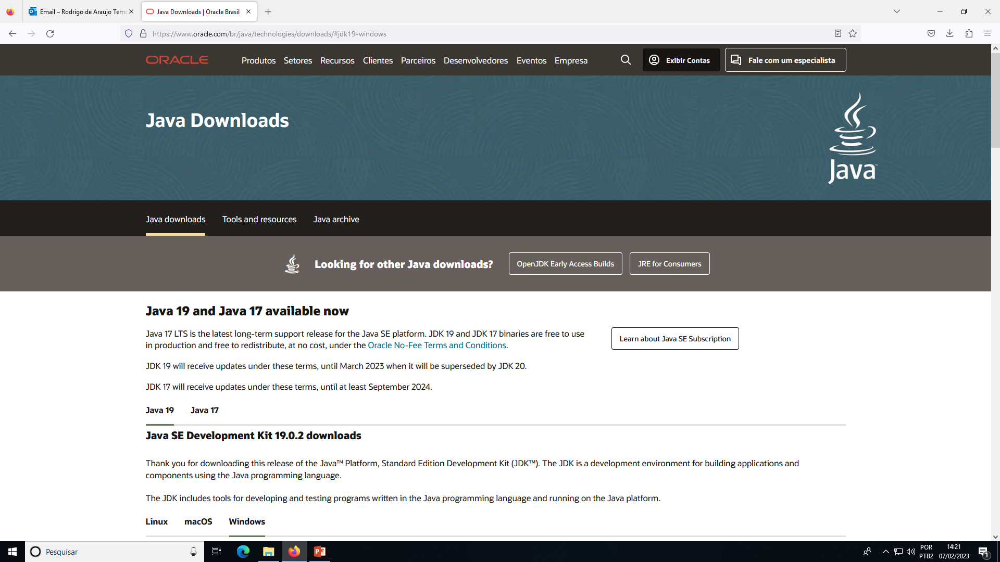 Email – Rodrigo de Araujo Temo
Java Downloads | Oracle Brasil
https://www.oracle.com/br/java/technologies/downloads/#jdk19-windows
ORACLE
Produtos Setores Recursos Clientes Parceiros Desenvolvedores Eventos Empresa
Exibir Contas
Fale com um especialista
Java Downloads
Java™
Java downloads Tools and resources Java archive
Looking for other Java downloads?
OpenJDK Early Access Builds
JRE for Consumers
Java 19 and Java 17 available now
Java 17 LTS is the latest long-term support release for the Java SE platform. JDK 19 and JDK 17 binaries are free to use
in production and free to redistribute, at no cost, under the Oracle No-Fee Terms and Conditions.
Learn about Java SE Subscription
JDK 19 will receive updates under these terms, until March 2023 when it will be superseded by JDK 20.
JDK 17 will receive updates under these terms, until at least September 2024.
Java 19 Java 17
Java SE Development Kit 19.0.2 downloads
Thank you for downloading this release of the Java™ Platform, Standard Edition Development Kit (JDK™). The JDK is a development environment for building applications and
components using the Java programming language.
The JDK includes tools for developing and testing programs written in the Java programming language and running on the Java platform.
Linux macOS Windows
Pesquisar
POR
PTB2
14:21
07/02/2023
1